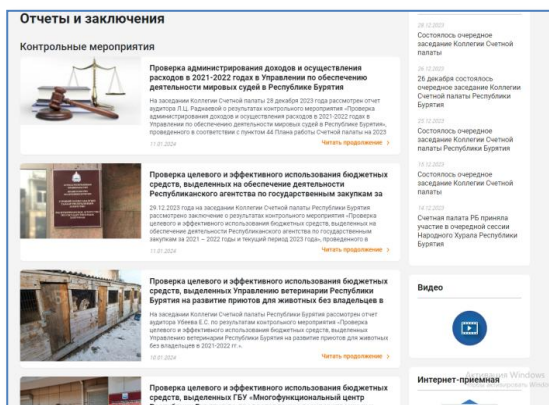 Отчеты и заключения
Контрольные мероприятия
Проверка администрирования доходов и осуществления
расходов в 2021-2022 годах в Управлении по обеспечению
деятельности мировых судей в Республике Бурятия
На заседании Коллегии Счетной палаты 28 декабря 2023 года рассмотрен отчет
аудитора Л.Ц. Раднаевой о результатах контрольного мероприятия «Проверка
администрирования доходов и осуществления расходов в 2021-2022 годах в
Управлении по обеспечению деятельности мировых судей в Республике Бурятия»,
проведенного в соответствии с пунктом 44 Плана работы Счетной палаты на 2023
11.01.2024
Читать продолжение
Проверка целевого и эффективного использования бюджетных
средств, выделенных на обеспечение деятельности
Республиканского агентства по государственным закупкам за
29.12.2023 года на заседании Коллегии Счетной палаты Республики Бурятия
рассмотрено заключение о результатах контрольного мероприятия «Проверка
целевого и эффективного использования бюджетных средств, выделенных на
обеспечение деятельности Республиканского агентства по государственным
закупкам за 2021 – 2022 годы и текущий период 2023 года», проведенного в
11.01.2024
Читать продолжение
Проверка целевого и эффективного использования бюджетных
средств, выделенных Управлению ветеринарии Республики
Бурятия на развитие приютов для животных без владельцев в
На заседании Коллегии Счетной палаты Республики Бурятия рассмотрен отчет
аудитора Убеева Е.С. по результатам контрольного мероприятия «Проверка
целевого и эффективного использования бюджетных средств, выделенных
Управлению ветеринарии Республики Бурятия на развитие приютов для животных
без владельцев в 2021-2022 гг.».
10.01.2024
Читать продолжение
Проверка целевого и эффективного использования бюджетных
средств, выделенных ГБУ «Многофункциональный центр
28.12.2023
Состоялось очередное
заседание Коллегии Счетной
палаты
26.12.2023
26 декабря состоялось
очередное заседание Коллегии
Счетной палаты Республики
Бурятия
25.12.2023
Состоялось очередное
заседание Коллегии Счетной
палаты Республики Бурятия
15.12.2023
Состоялось очередное
заседание Коллегии Счетной
палаты
14.12.2023
Счетная палата РБ приняла
участие в очередной сессии
Народного Хурала Республики
Бурятия
Видео
Активация Windows
Интернет-приемная